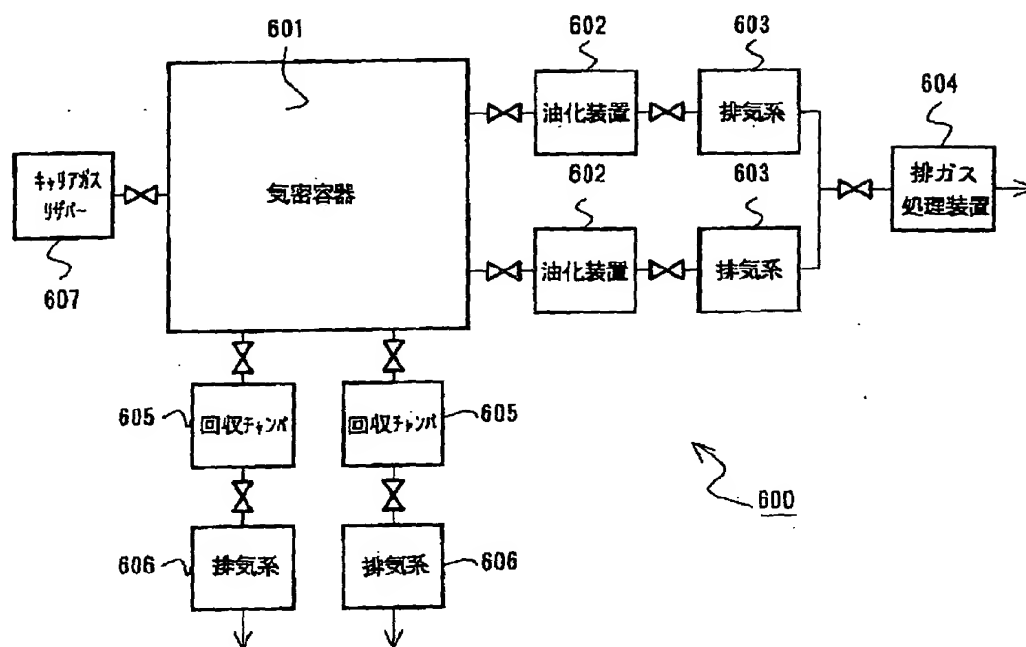 601
602
603
604
油化装置
排気系
排ガス
処理装置
キャリアガス
リザバー
気密容器
602
603
607
油化装置
排気系
605
回収チャンバ
回収チャンバ
605
600
606
排気系
排気系
606